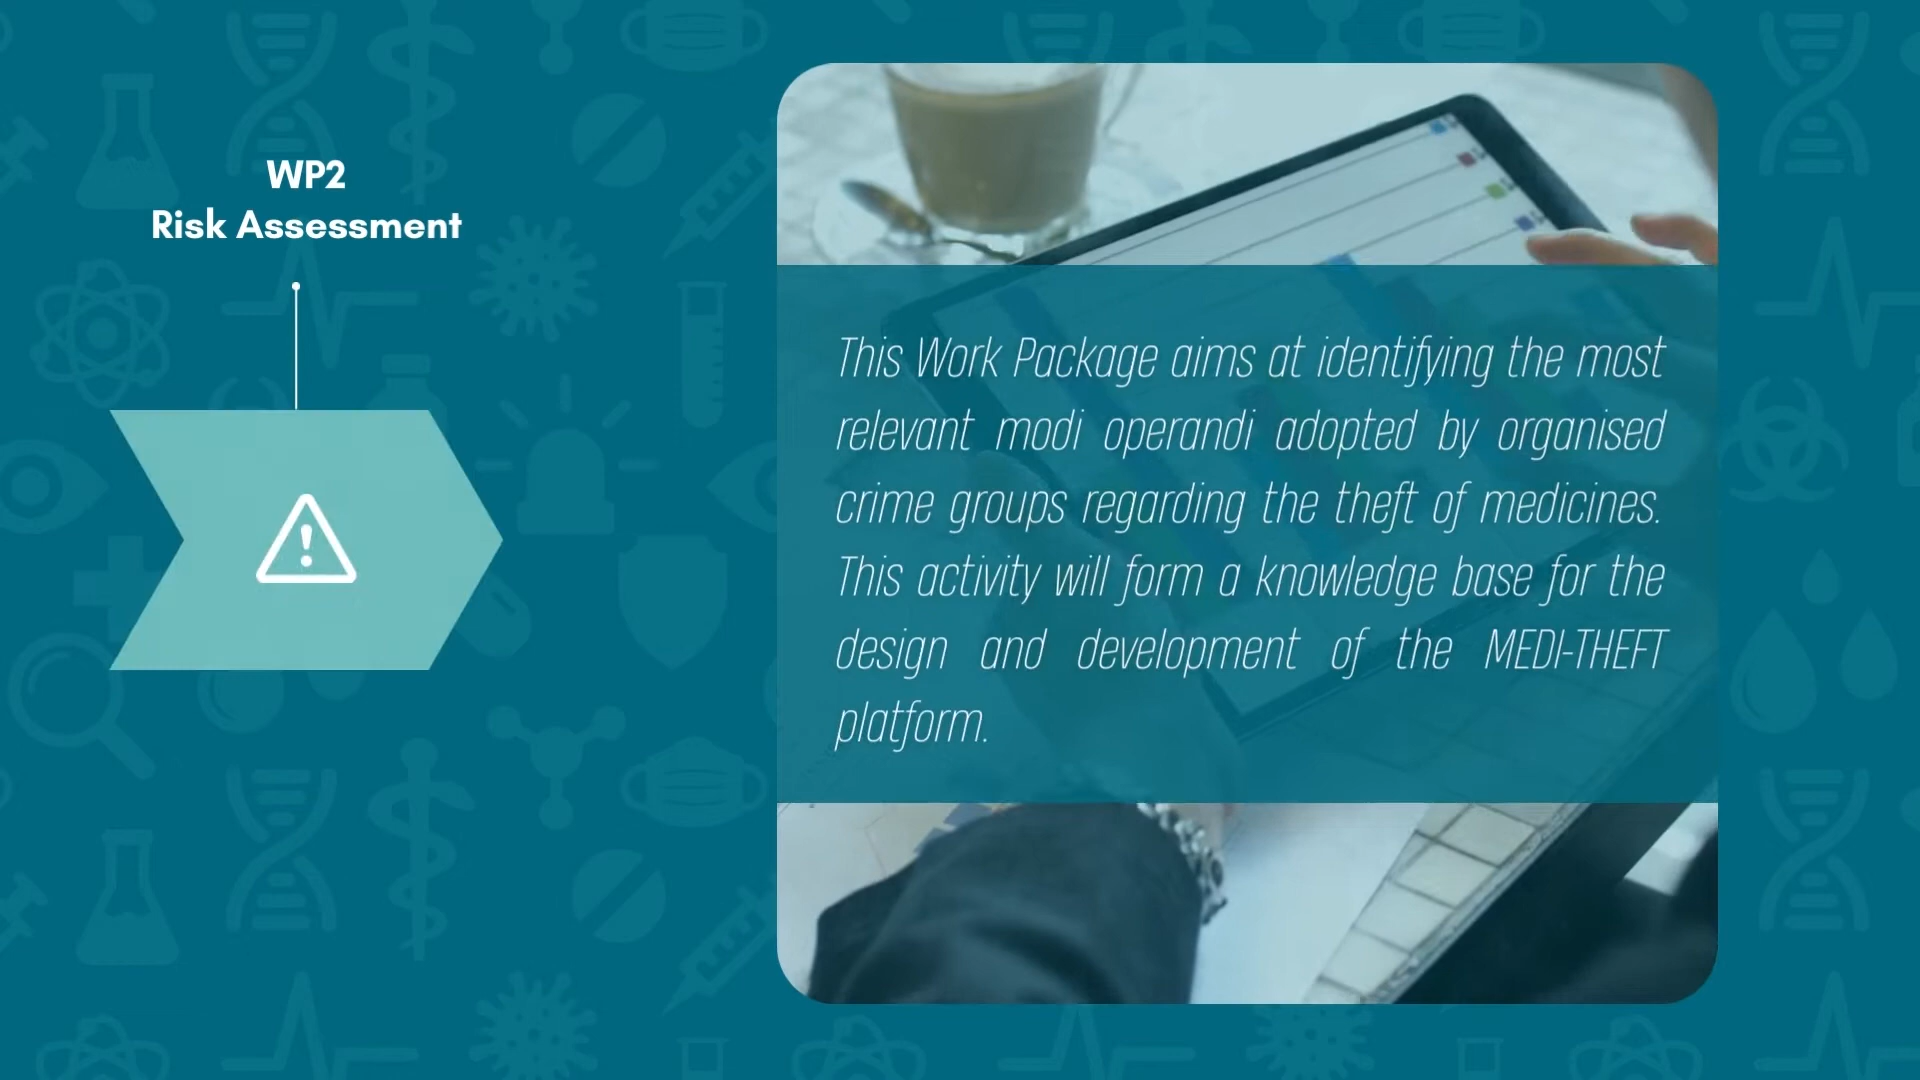 WP2
Risk Assessment
This Work Package aims at identifying the most
relevant modi operandi adopted by organised
crime groups regarding the theft of medicines.
This activity will form a knowledge base for the
design and development of the MEDI-THEFT
platform.